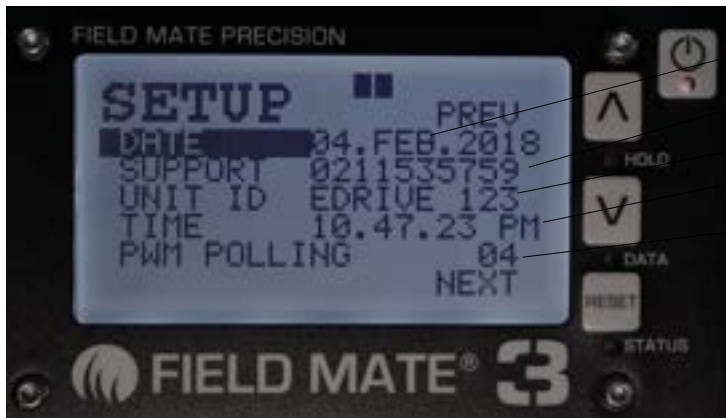 FIELD MATE PRECISION
SETUP
PREV
DATE 04.FEB.2018
SUPPORT 0211535759
UNIT ID EDRIVE 123
TIME 10.47.23 PM
PWM POLLING 04
NEXT
HOLD
DATA
RESET
STATUS
FIELD MATE® 3